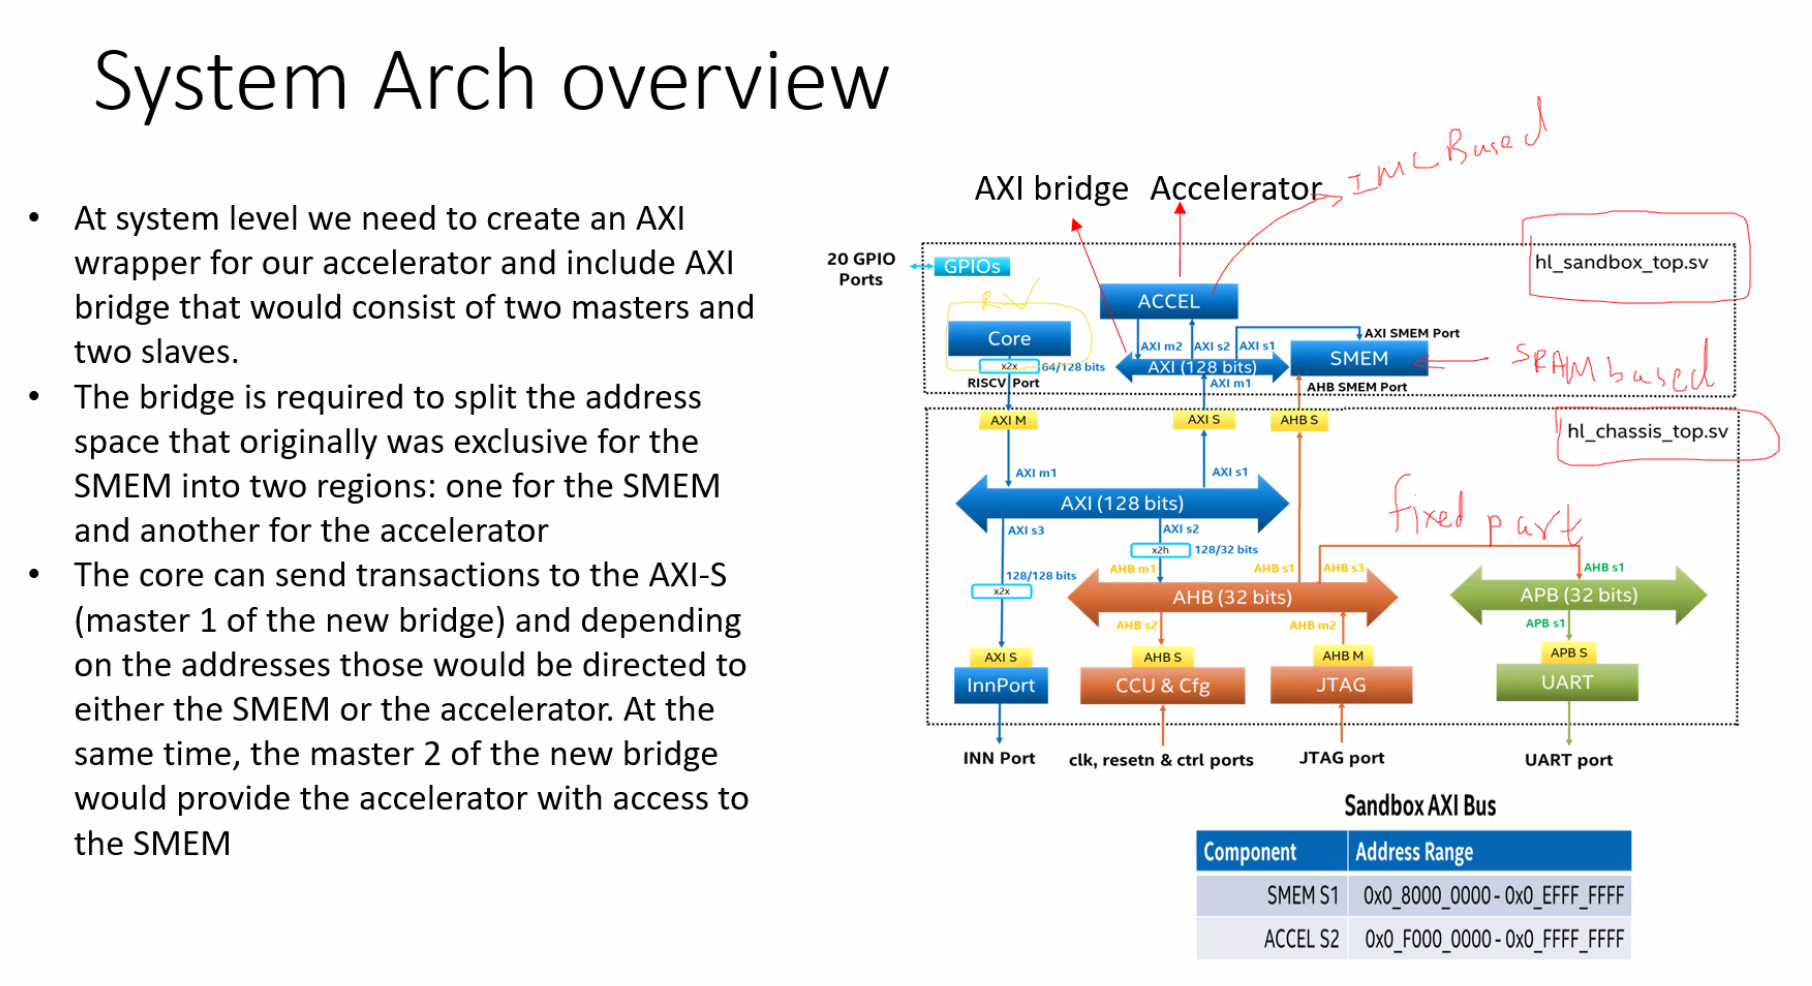 System Arch overview
• At system level we need to create an AXI
wrapper for our accelerator and include AXI
bridge that would consist of two masters and
two slaves.
• The bridge is required to split the address
space that originally was exclusive for the
SMEM into two regions: one for the SMEM
and another for the accelerator
• The core can send transactions to the AXI-S
(master 1 of the new bridge) and depending
on the addresses those would be directed to
either the SMEM or the accelerator. At the
same time, the master 2 of the new bridge
would provide the accelerator with access to
the SMEM
IMC Based
AXI bridge Accelerator
20 GPIO
Ports
GPIOs
hl_sandbox_top.sv
RV
ACCEL
Core
AXI m2 AXI s2 AXI s1
AXI SMEM Port
x2x
64/128 bits
AXI (128 bits)
SMEM
SRAM based
RISCV Port
AXI m1
AHB SMEM Port
AXI M
AXI S
AHB S
hl_chassis_top.sv
AXI m1
AXI s1
AXI (128 bits)
fixed part
AXI s3
AXI s2
x2h
128/32 bits
128/128 bits
x2x
AHB m1
AHB s1
AHB s3
AHB s1
AHB (32 bits)
APB (32 bits)
AHB s2
AHB m2
APB s1
AXI S
AHB S
AHB M
APB S
InnPort
CCU & Cfg
JTAG
UART
INN Port
clk, resetn & ctrl ports
JTAG port
UART port
Sandbox AXI Bus
Component Address Range
SMEM S1 0x0_8000_0000 - 0x0_EFFF_FFFF
ACCEL S2 0x0_F000_0000 - 0x0_FFFF_FFFF